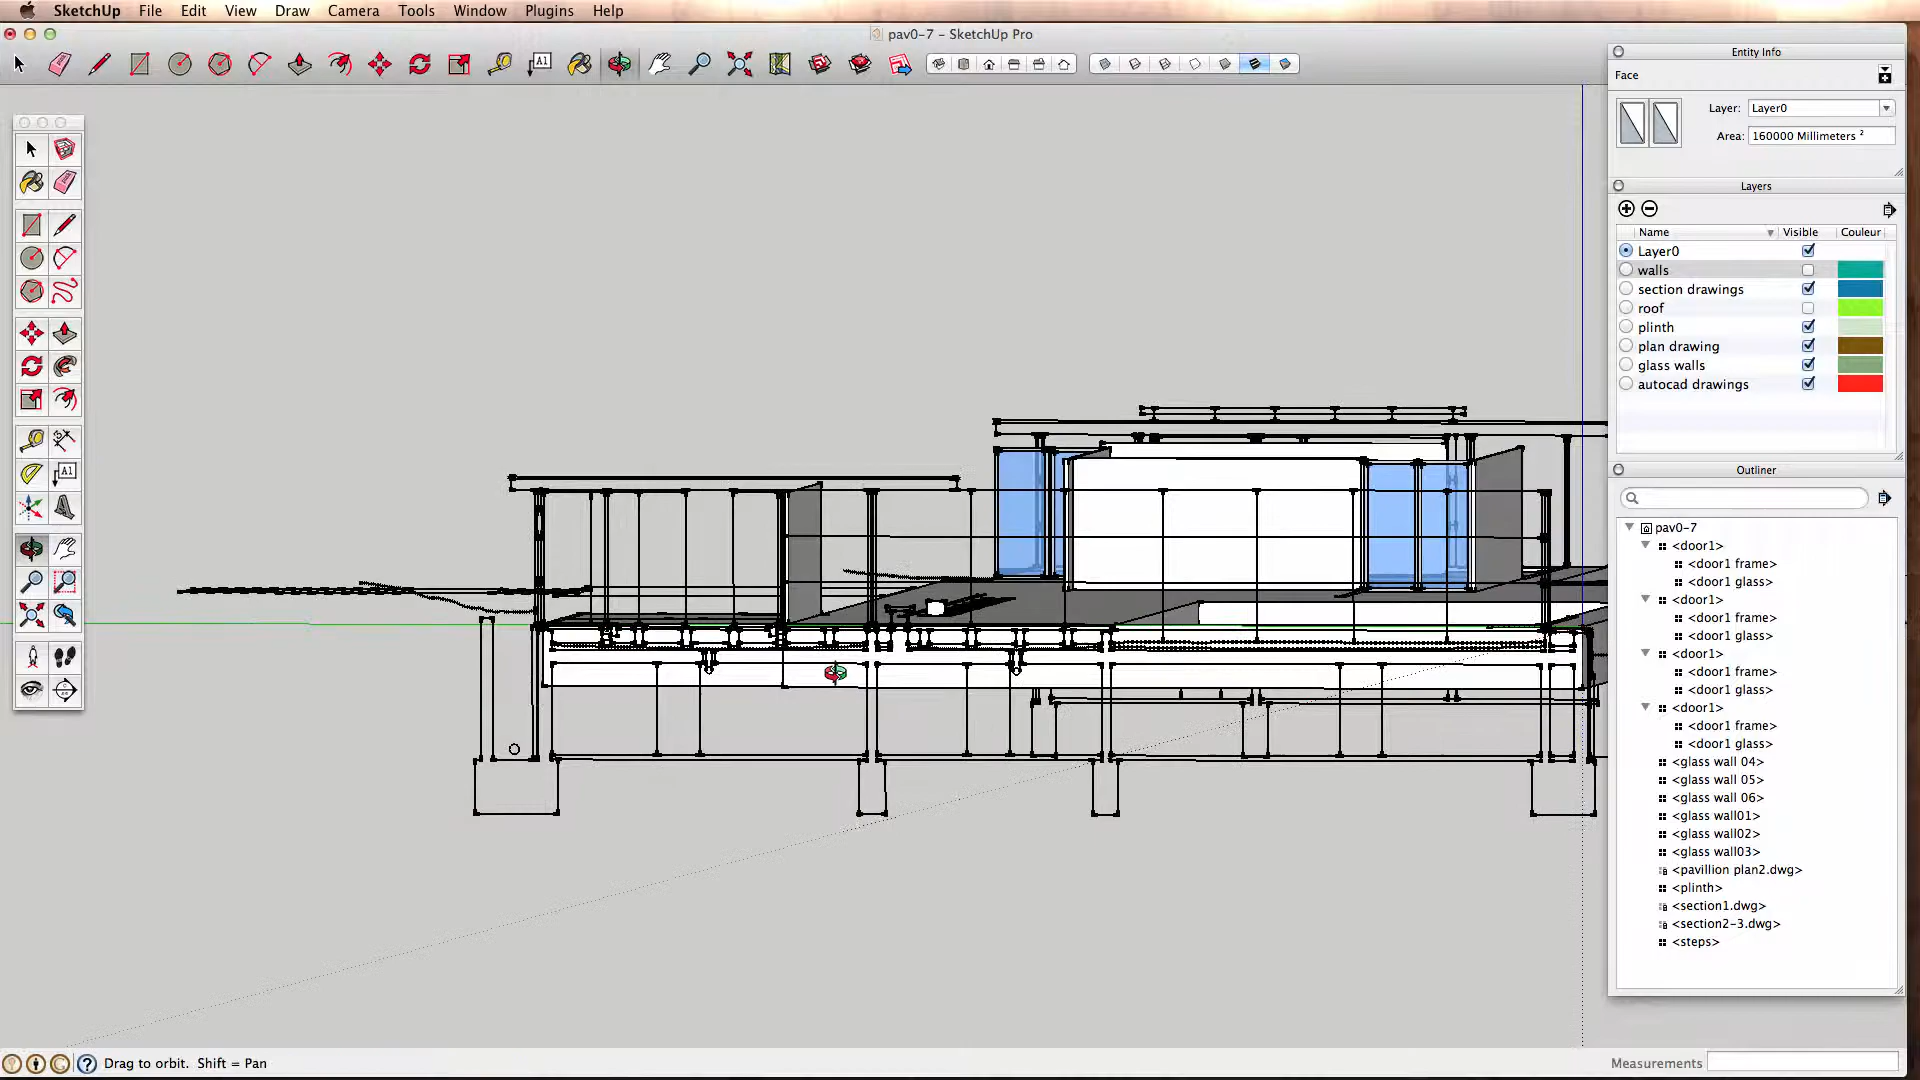 SketchUp File Edit View Draw Camera Tools Window Plugins Help
pav0-7 - SketchUp Pro
A1
Entity Info
Face
Layer: Layer0
Area: 160000 Millimeters ²
Layers
Name Visible Couleur
Layer0
walls
section drawings
roof
plinth
plan drawing
glass walls
autocad drawings
Outliner
pav0-7
<door1>
<door1 frame>
<door1 glass>
<door1>
<door1 frame>
<door1 glass>
<door1>
<door1 frame>
<door1 glass>
<door1>
<door1 frame>
<door1 glass>
<glass wall 04>
<glass wall 05>
<glass wall 06>
<glass wall01>
<glass wall02>
<glass wall03>
<pavillion plan2.dwg>
<plinth>
<section1.dwg>
<section2-3.dwg>
<steps>
A1
Drag to orbit. Shift = Pan
Measurements